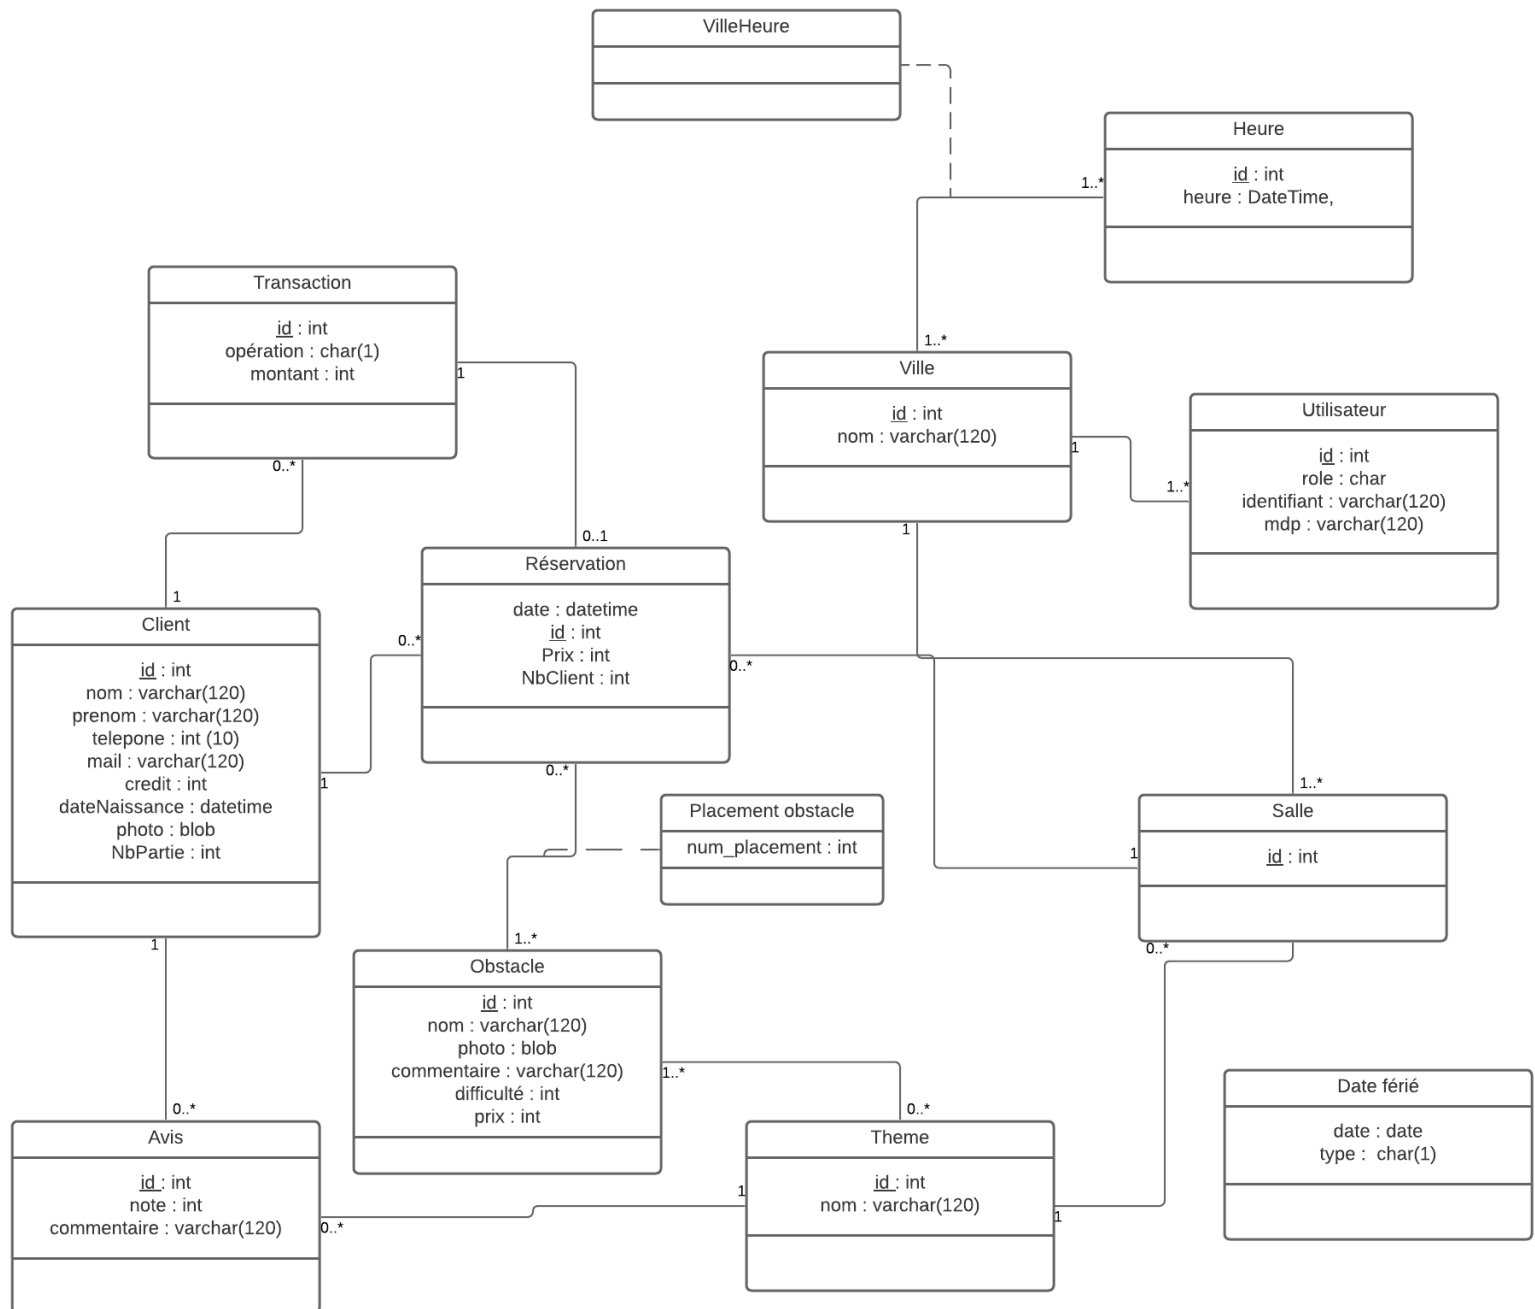 VilleHeure
Heure
id : int
heure : DateTime,
1..*
1..*
Transaction
id : int
opération : char(1)
montant : int
1
0..*
Ville
id : int
nom : varchar(120)
1
1
Utilisateur
id : int
role : char
identifiant : varchar(120)
mdp : varchar(120)
1..*
0..1
Réservation
date : datetime
id : int
Prix : int
NbClient : int
0..*
0..*
0..*
1
Client
id : int
nom : varchar(120)
prenom : varchar(120)
telepone : int (10)
mail : varchar(120)
credit : int
dateNaissance : datetime
photo : blob
NbPartie : int
1
1
Placement obstacle
num_placement : int
1..*
Salle
id : int
1
0..*
1..*
Obstacle
id : int
nom : varchar(120)
photo : blob
commentaire : varchar(120)
difficulté : int
prix : int
1..*
0..*
Avis
id : int
note : int
commentaire : varchar(120)
0..*
0..*
Theme
id : int
nom : varchar(120)
1
1
Date férié
date : date
type :  char(1)